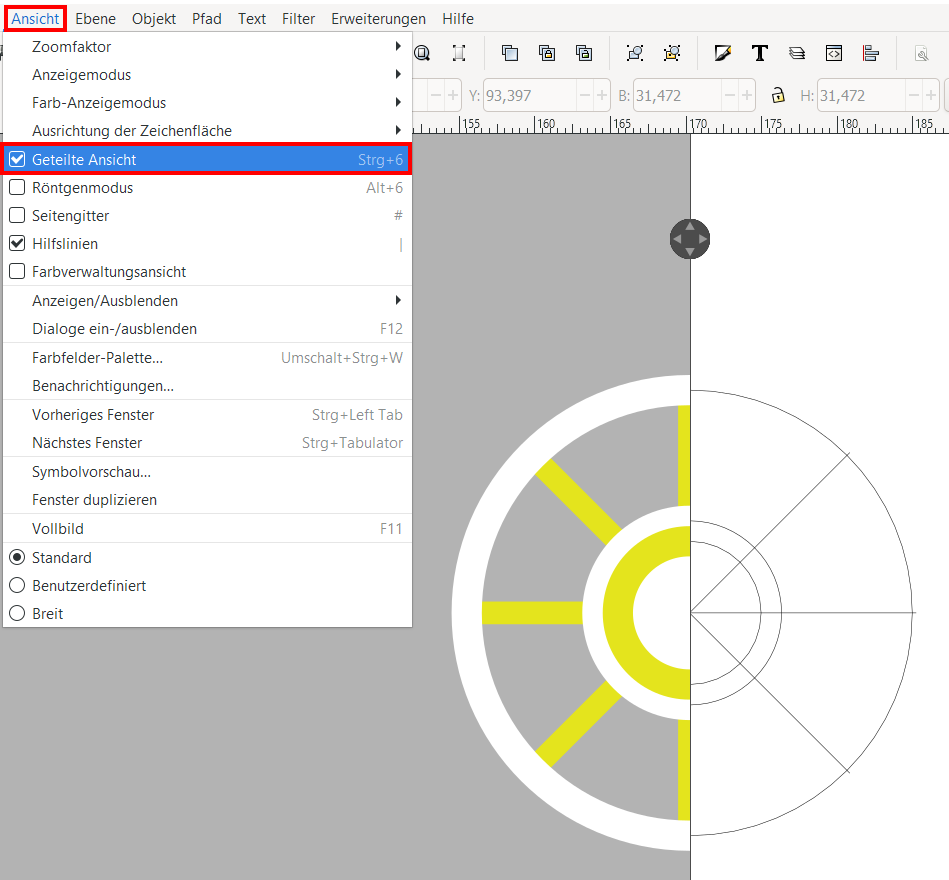 Ansicht Ebene Objekt Pfad Text Filter Erweiterungen Hilfe
Zoomfaktor
Anzeigemodus
Farb-Anzeigemodus
Y: 93,397 B: 31,472 H: 31,472
Ausrichtung der Zeichenfläche
155 160 165 170 175 180 185
Geteilte Ansicht Strg+6
Röntgenmodus Alt+6
Seitengitter #
Hilfslinien |
Farbverwaltungsansicht
Anzeigen/Ausblenden
Dialoge ein-/ausblenden F12
Farbfelder-Palette... Umschalt+Strg+W
Benachrichtigungen...
Vorheriges Fenster Strg+Left Tab
Nächstes Fenster Strg+Tabulator
Symbolvorschau...
Fenster duplizieren
Vollbild F11
Standard
Benutzerdefiniert
Breit